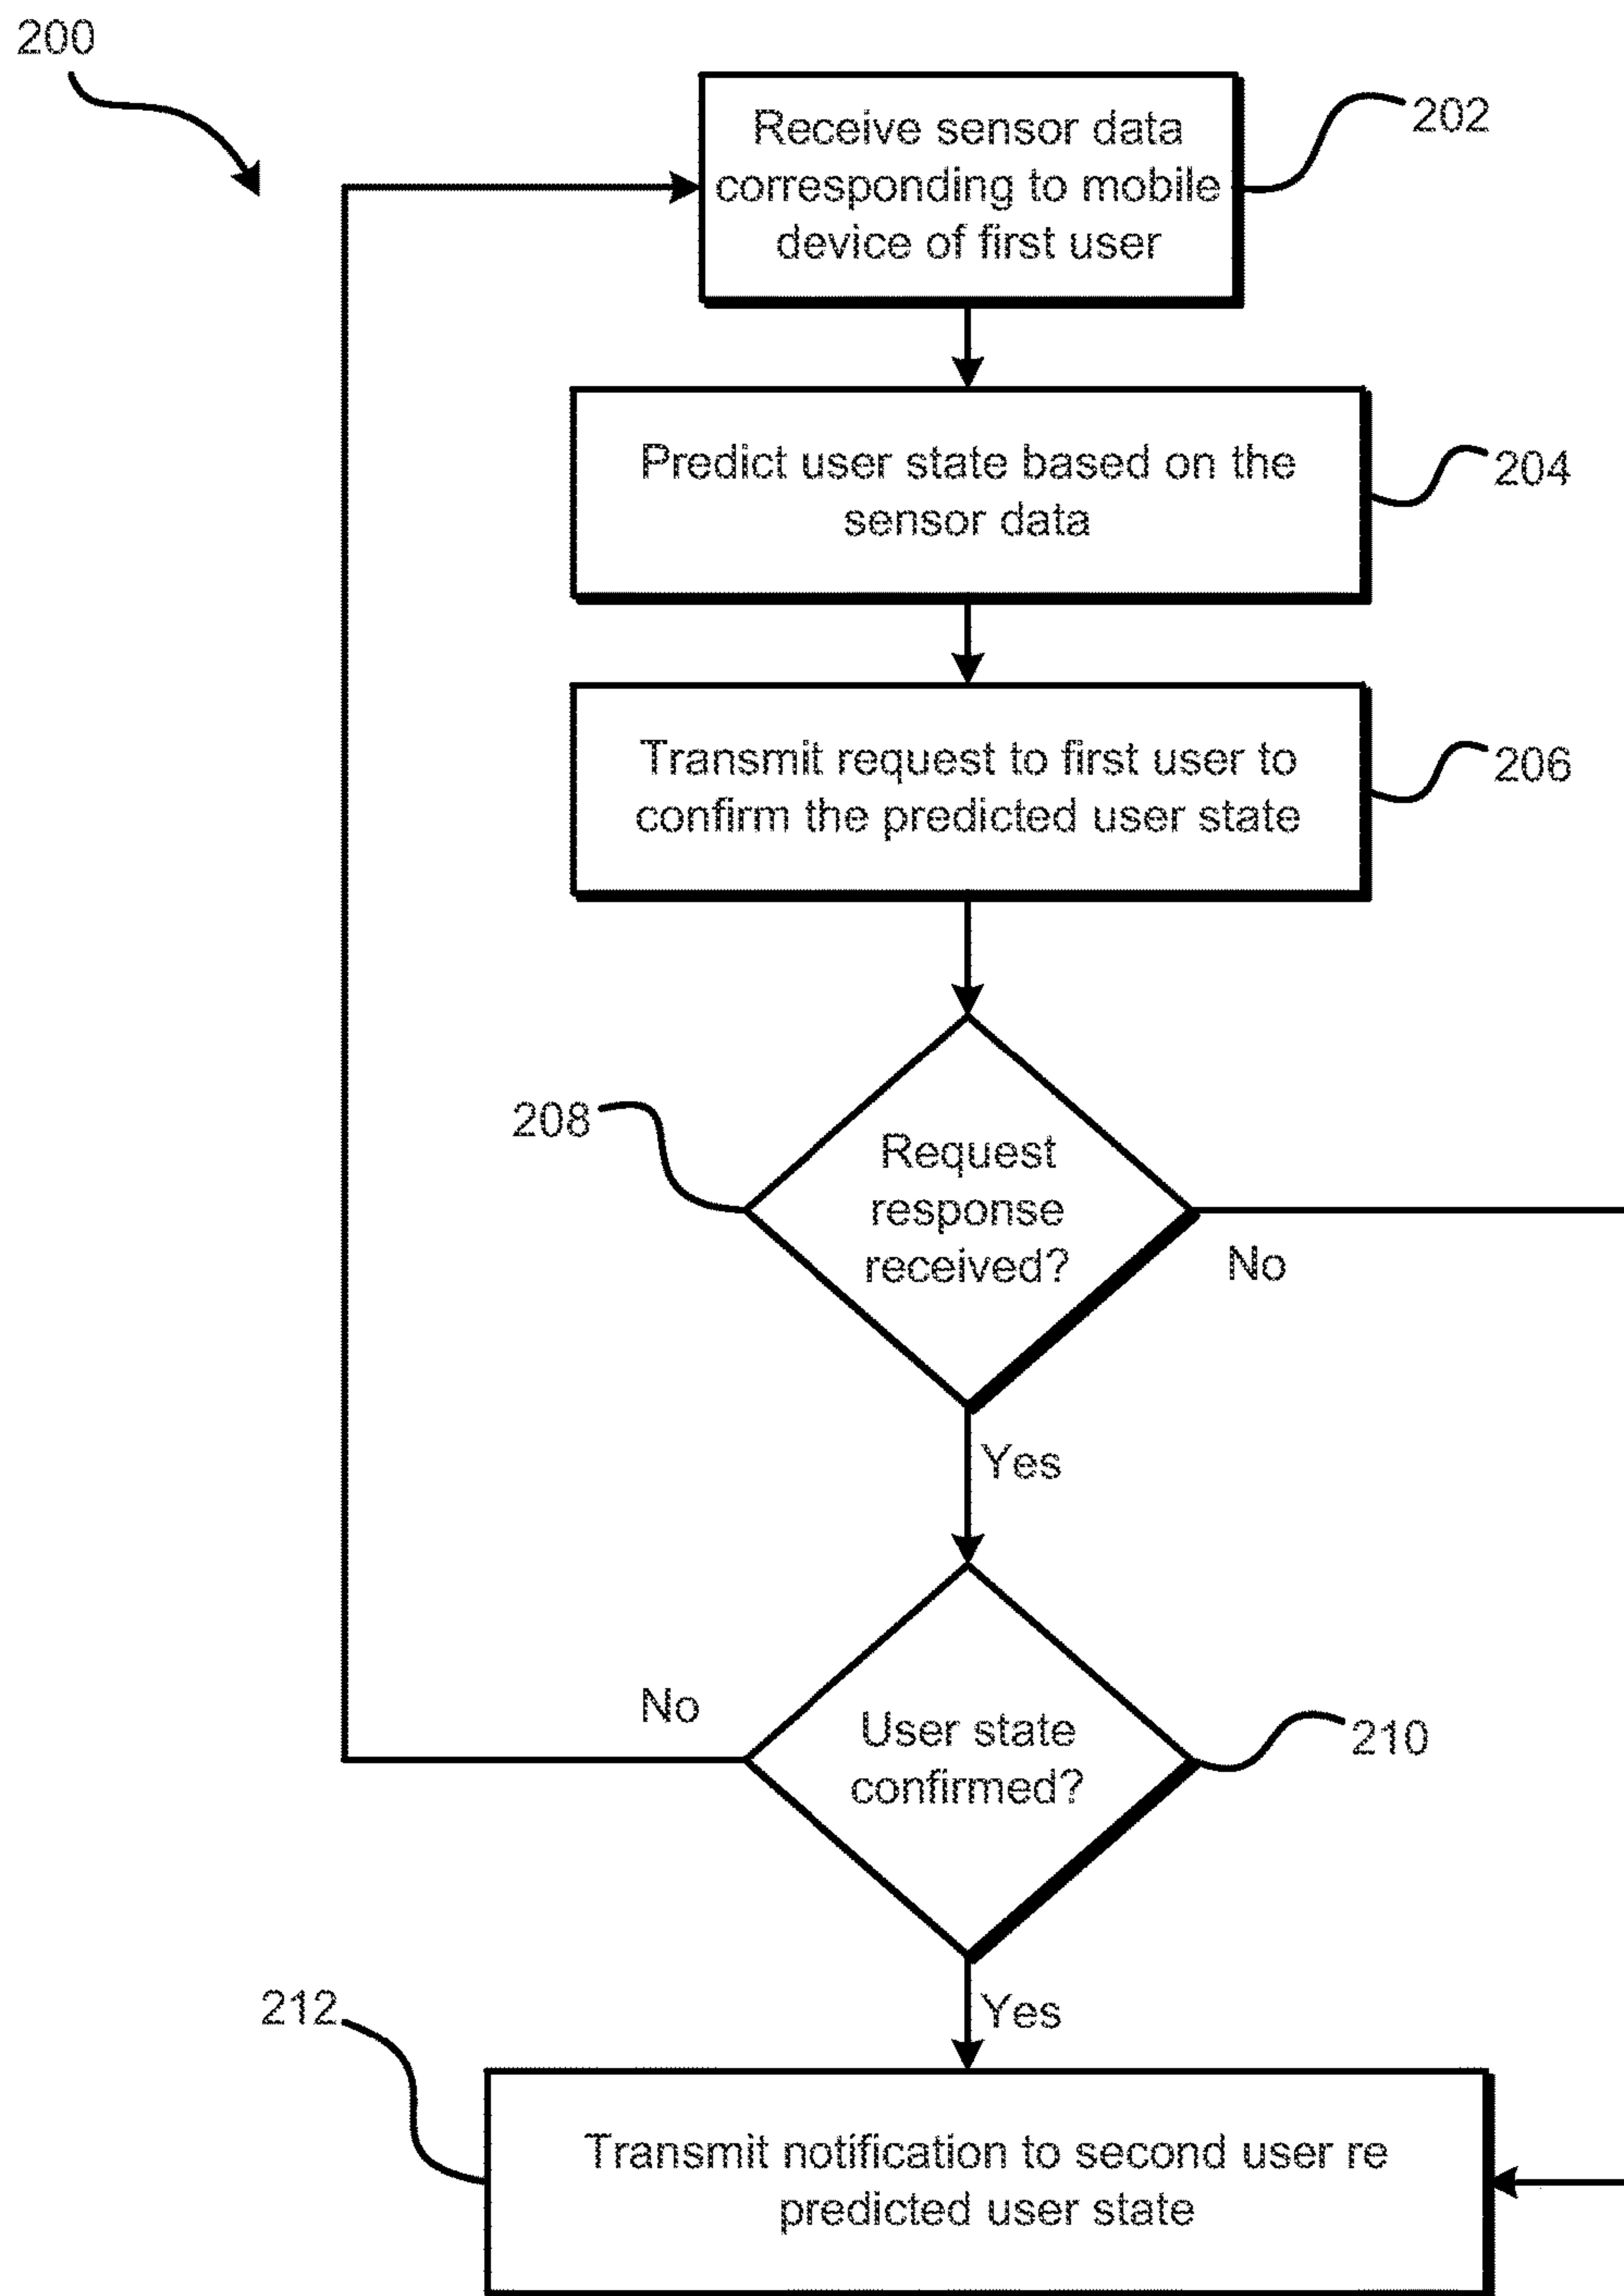 200
Receive sensor data
corresponding to mobile
device of first user
202
Predict user state based on the
sensor data
204
Transmit request to first user to
confirm the predicted user state
206
208
Request
response
received?
No
Yes
No
User state
confirmed?
210
Yes
212
Transmit notification to second user re
predicted user state